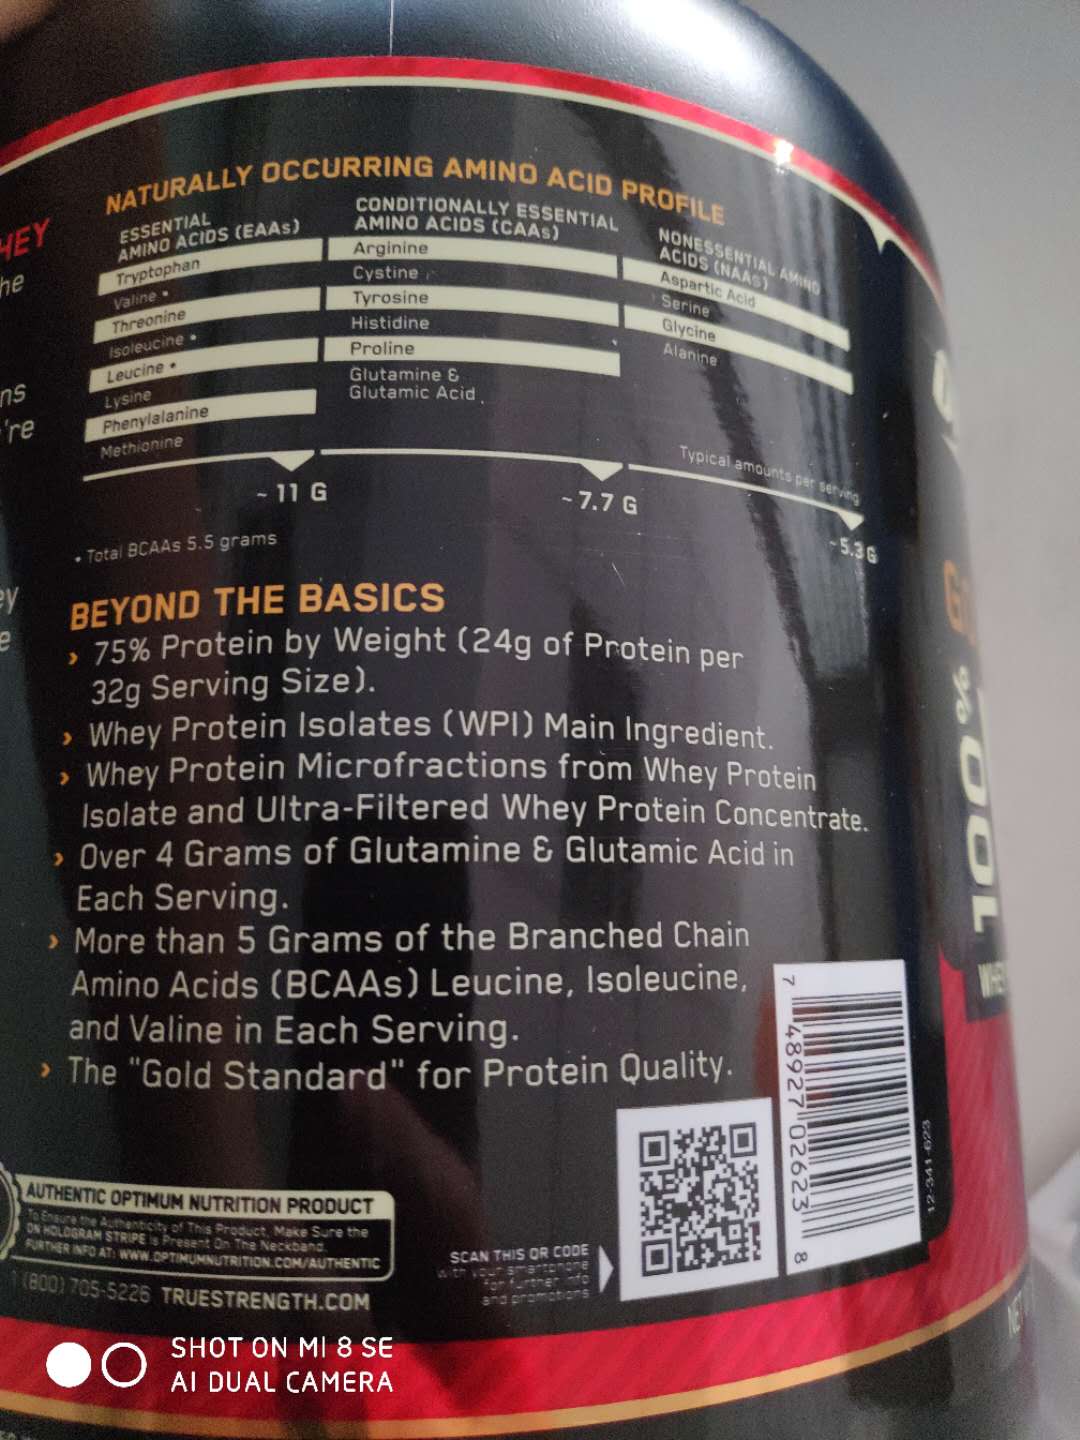 HEY
he
ns
're
ey
e
NATURALLY OCCURRING AMINO ACID PROFILE
ESSENTIAL
AMINO ACIDS (EAAs)
Tryptophan
Valine •
Threonine
Isoleucine •
Leucine •
Lysine
Phenylalanine
Methionine
~ 11 G
CONDITIONALLY ESSENTIAL
AMINO ACIDS (CAAs)
Arginine
Cystine
Tyrosine
Histidine
Proline
Glutamine &
Glutamic Acid
~ 7.7 G
NONESSENTIAL AMINO
ACIDS (NAAs)
Aspartic Acid
Serine
Glycine
Alanine
Typical amounts per serving
~ 5.3 G
• Total BCAAs 5.5 grams
BEYOND THE BASICS
› 75% Protein by Weight (24g of Protein per
32g Serving Size).
› Whey Protein Isolates (WPI) Main Ingredient.
› Whey Protein Microfractions from Whey Protein
Isolate and Ultra-Filtered Whey Protein Concentrate.
› Over 4 Grams of Glutamine & Glutamic Acid in
Each Serving.
› More than 5 Grams of the Branched Chain
Amino Acids (BCAAs) Leucine, Isoleucine,
and Valine in Each Serving.
› The "Gold Standard" for Protein Quality.
AUTHENTIC OPTIMUM NUTRITION PRODUCT
To Ensure the Authenticity of This Product, Make Sure the
ON HOLOGRAM STRIPE is Present On The Neckband.
FURTHER INFO AT: WWW.OPTIMUMNUTRITION.COM/AUTHENTIC
1 (800) 705-5226 TRUESTRENGTH.COM
SCAN THIS QR CODE
with your smartphone
for further info
and promotions
7 48927 02623 8
12-341-623
100%
WHEY
NET
SHOT ON MI 8 SE
AI DUAL CAMERA